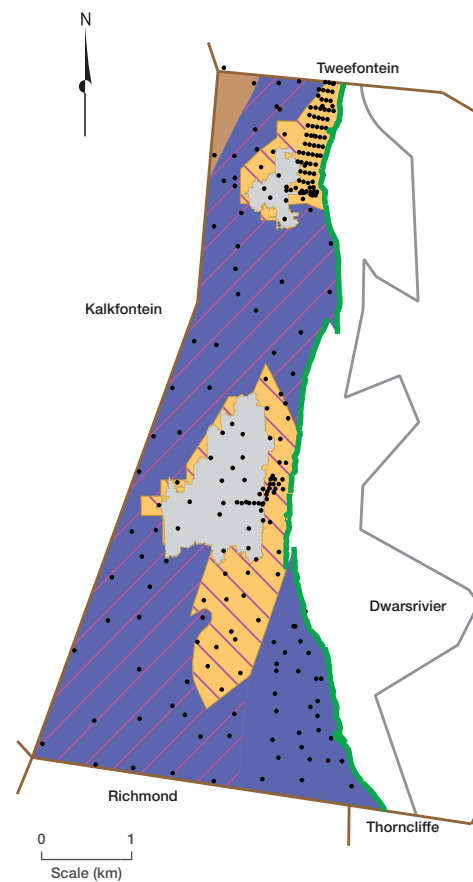 N
Tweefontein
Kalkfontein
Dwarsrivier
Richmond
Thorncliffe
0 1
Scale (km)